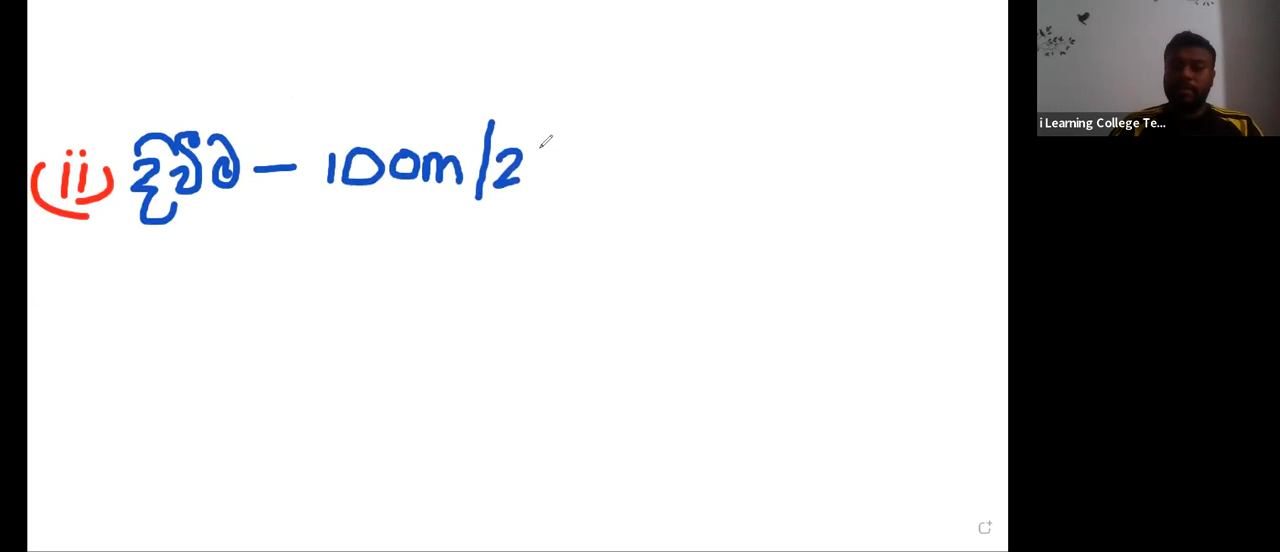 (ii) දුවීම – 100m/2
i Learning College Te...